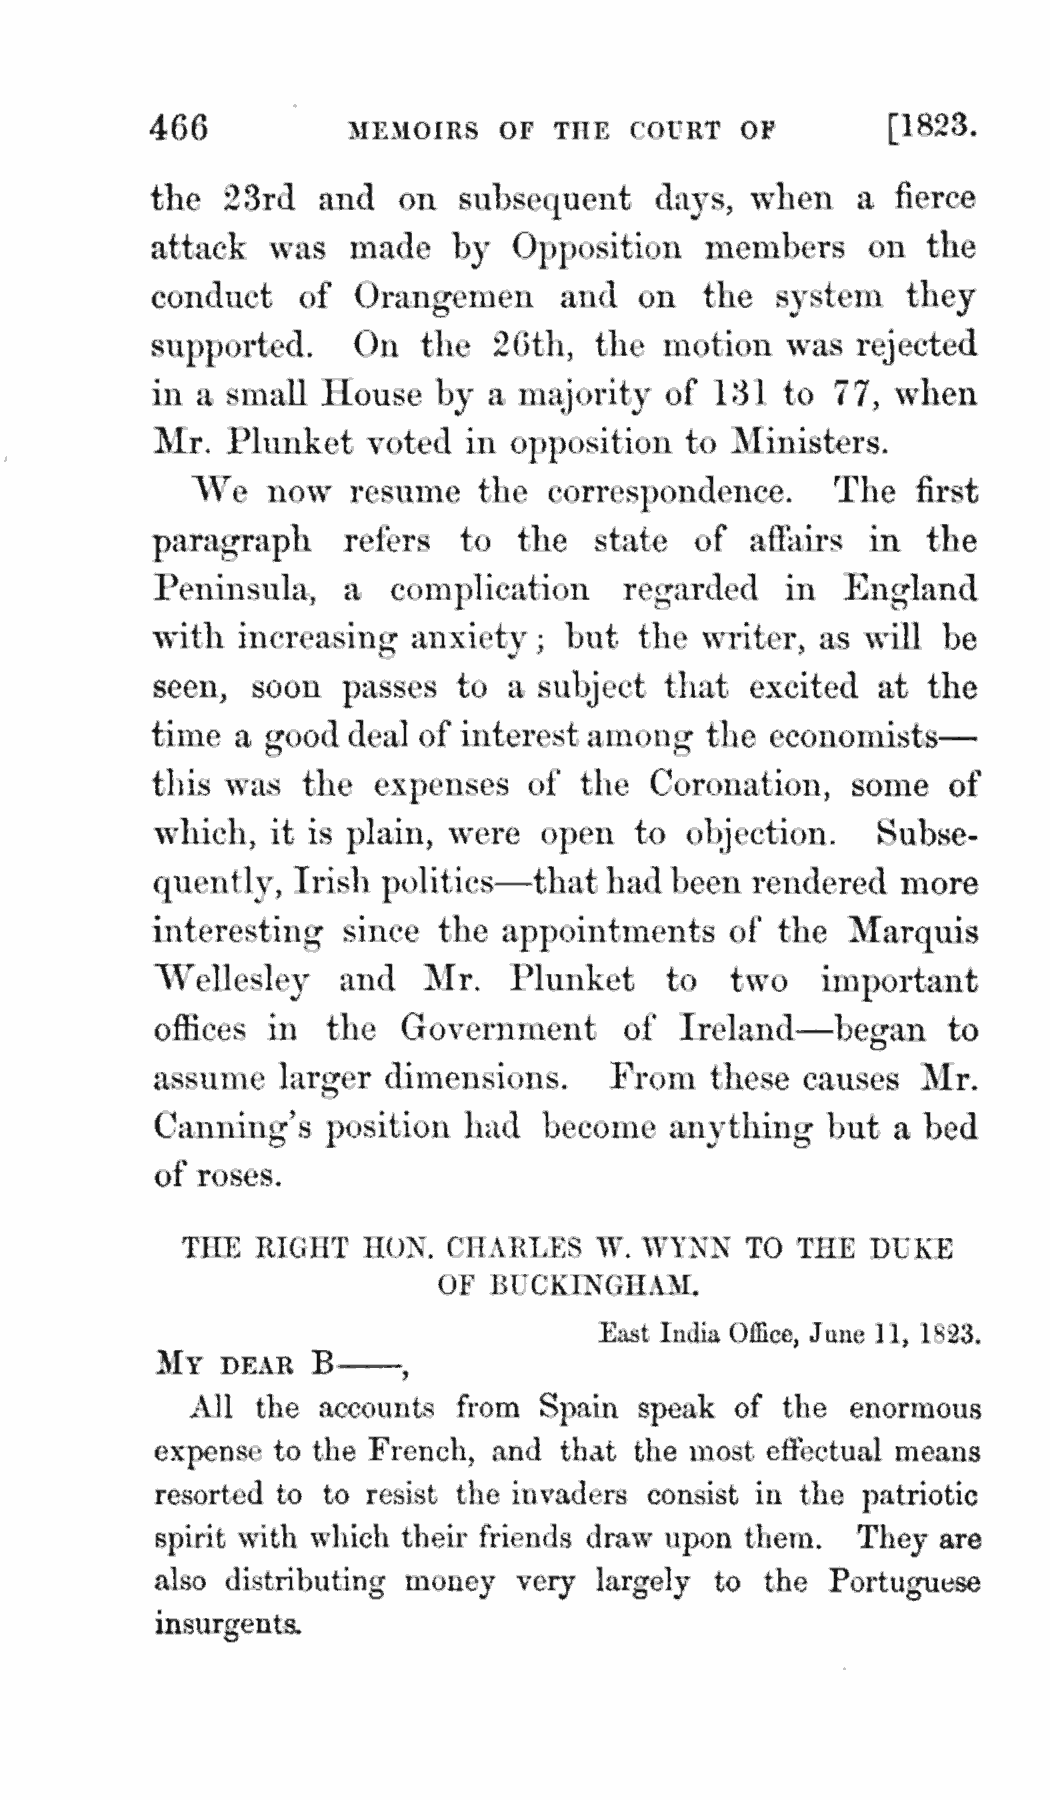 466 MEMOIRS OF THE COURT OF [1823.
the 23rd and on subsequent days, when a fierce
attack was made by Opposition members on the
conduct of Orangemen and on the system they
supported. On the 26th, the motion was rejected
in a small House by a majority of 131 to 77, when
Mr. Plunket voted in opposition to Ministers.
We now resume the correspondence. The first
paragraph refers to the state of affairs in the
Peninsula, a complication regarded in England
with increasing anxiety; but the writer, as will be
seen, soon passes to a subject that excited at the
time a good deal of interest among the economists—
this was the expenses of the Coronation, some of
which, it is plain, were open to objection. Subse-
quently, Irish politics—that had been rendered more
interesting since the appointments of the Marquis
Wellesley and Mr. Plunket to two important
offices in the Government of Ireland—began to
assume larger dimensions. From these causes Mr.
Canning's position had become anything but a bed
of roses.
THE RIGHT HON. CHARLES W. WYNN TO THE DUKE
OF BUCKINGHAM.
East India Office, June 11, 1823.
MY DEAR B——,
All the accounts from Spain speak of the enormous
expense to the French, and that the most effectual means
resorted to to resist the invaders consist in the patriotic
spirit with which their friends draw upon them. They are
also distributing money very largely to the Portuguese
insurgents.